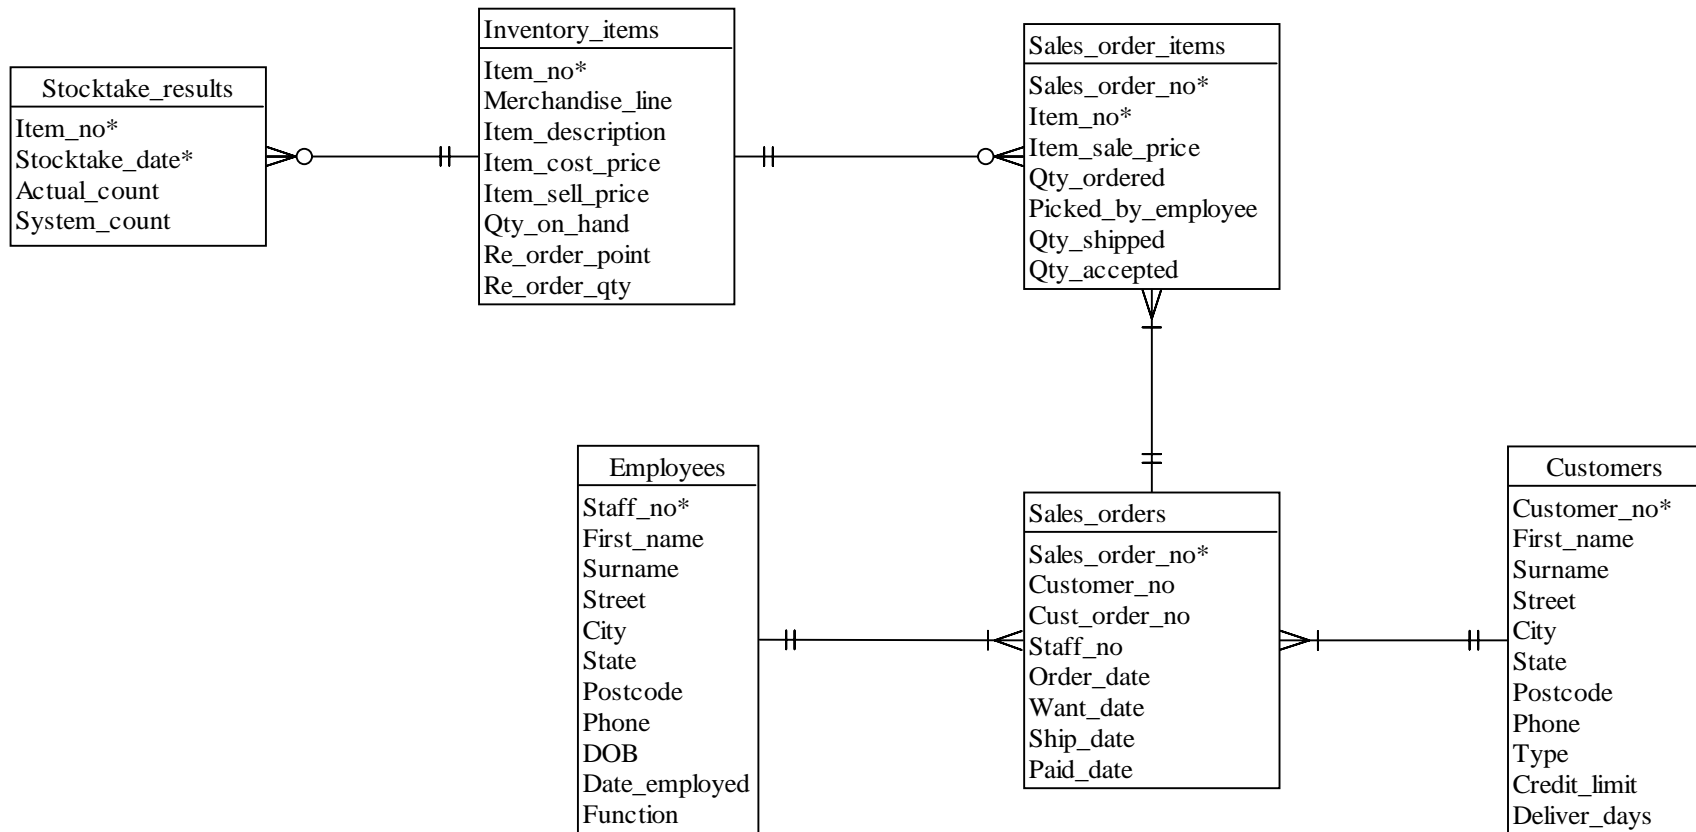 Stocktake_results
Item_no*
Stocktake_date*
Actual_count
System_count
Inventory_items
Item_no*
Merchandise_line
Item_description
Item_cost_price
Item_sell_price
Qty_on_hand
Re_order_point
Re_order_qty
Sales_order_items
Sales_order_no*
Item_no*
Item_sale_price
Qty_ordered
Picked_by_employee
Qty_shipped
Qty_accepted
Employees
Staff_no*
First_name
Surname
Street
City
State
Postcode
Phone
DOB
Date_employed
Function
Sales_orders
Sales_order_no*
Customer_no
Cust_order_no
Staff_no
Order_date
Want_date
Ship_date
Paid_date
Customers
Customer_no*
First_name
Surname
Street
City
State
Postcode
Phone
Type
Credit_limit
Deliver_days